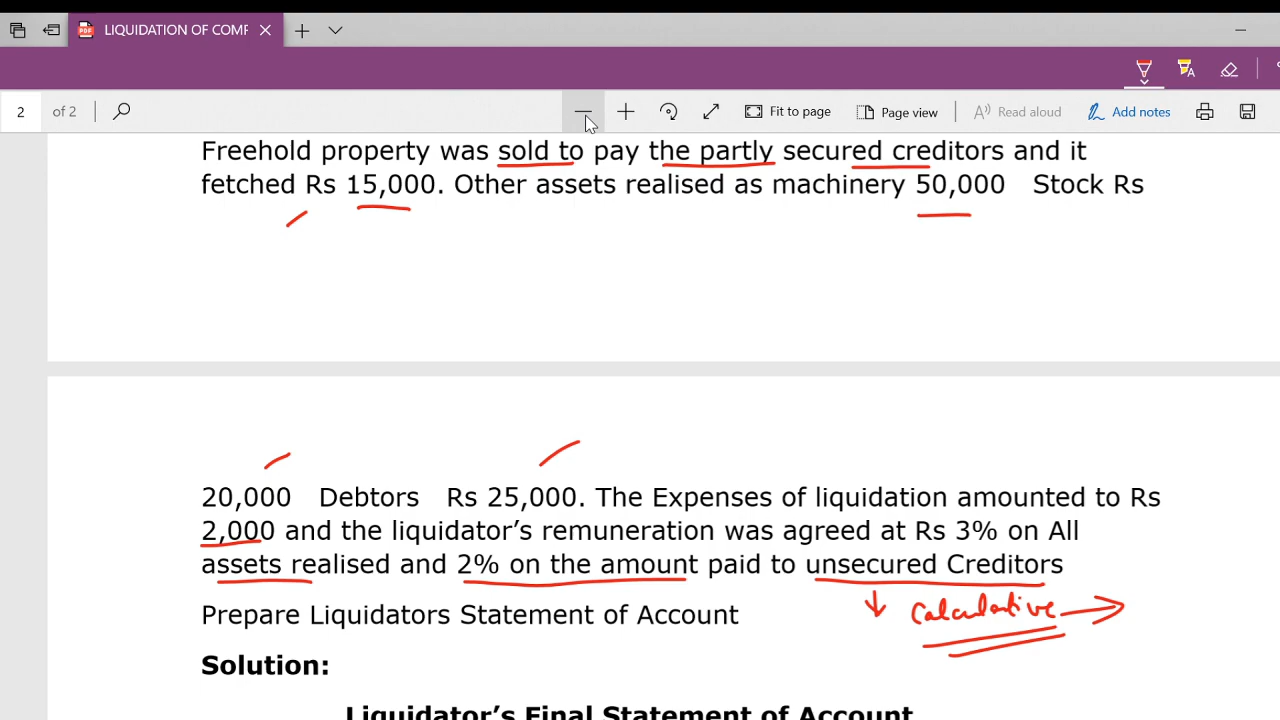 LIQUIDATION OF COMF
2 of 2 Fit to page Page view Read aloud Add notes
Freehold property was sold to pay the partly secured creditors and it
fetched Rs 15,000. Other assets realised as machinery 50,000 Stock Rs
20,000 Debtors Rs 25,000. The Expenses of liquidation amounted to Rs
2,000 and the liquidator’s remuneration was agreed at Rs 3% on All
assets realised and 2% on the amount paid to unsecured Creditors
Calculative
Prepare Liquidators Statement of Account
Solution:
Liquidator’s Final Statement of Account